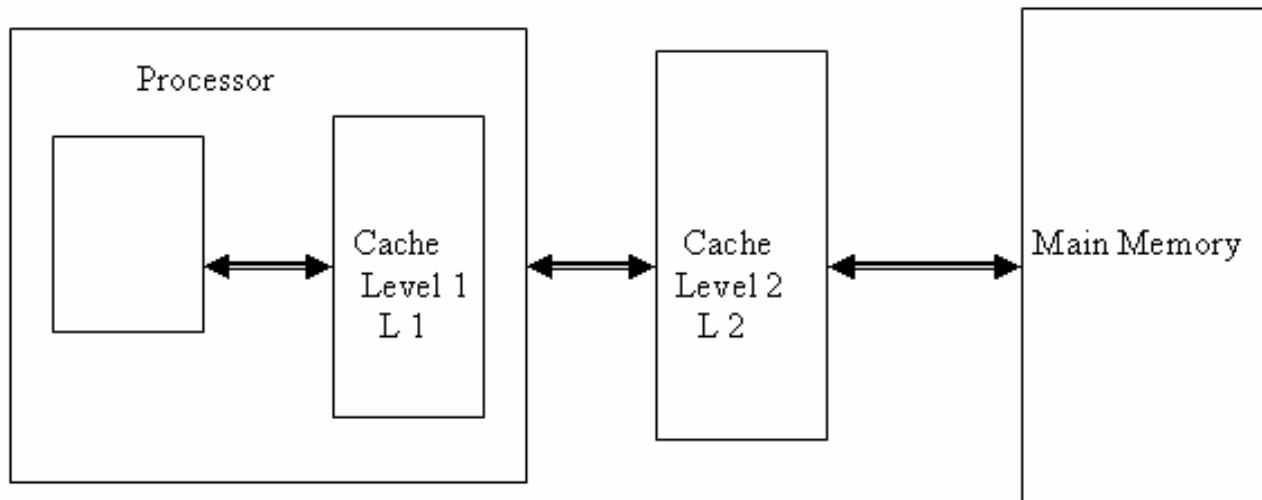 Processor
Cache
Level 1
L 1
Cache
Level 2
L 2
Main Memory